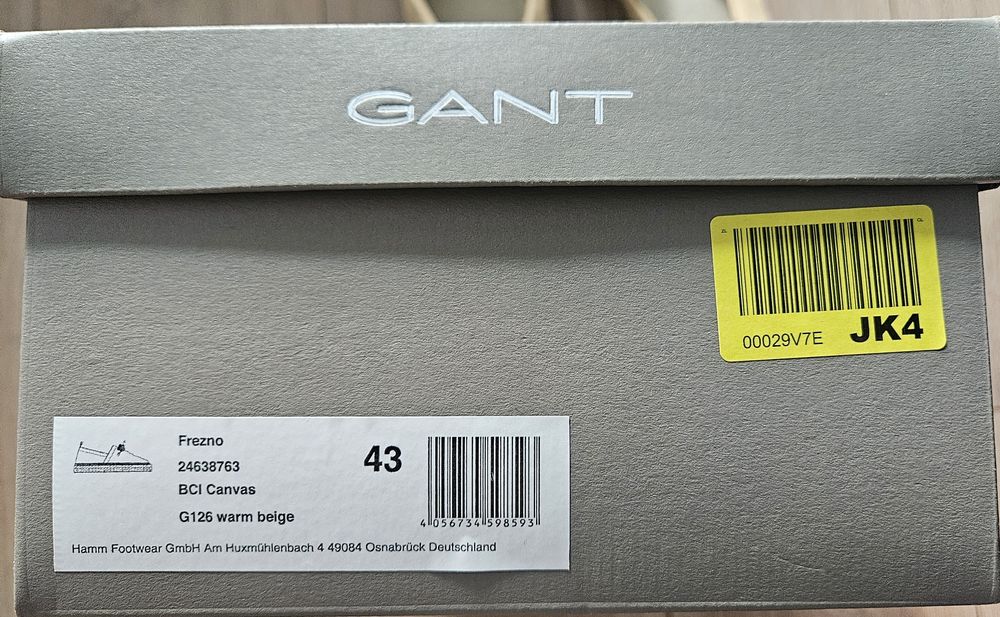 GANT
00029V7E JK4
Frezno
24638763
43
BCI Canvas
G126 warm beige
4 056734 598593
Hamm Footwear GmbH Am Huxmühlenbach 4 49084 Osnabrück Deutschland